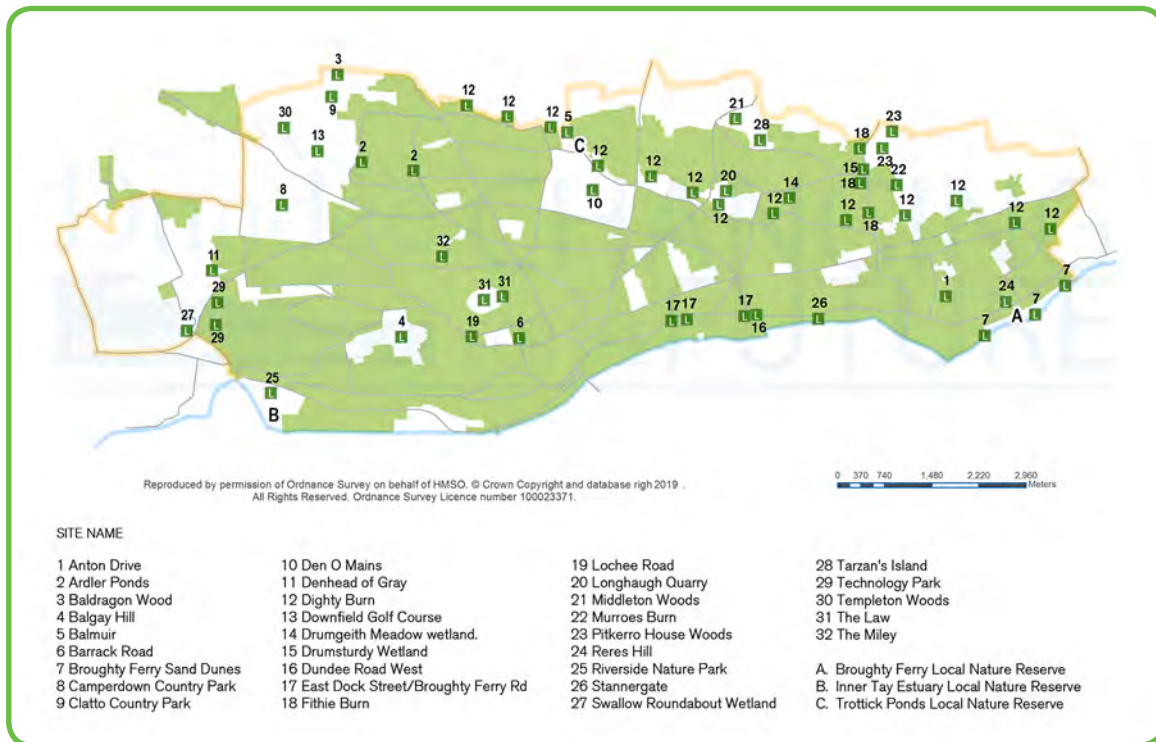 3
12
9
12
12
5
21
30
23
28
13
C
18
2
2
12
12
23
15
22
12
20
14
18
8
12
10
12
12
12
12
18
12
12
32
11
7
29
31
31
1
24
7
A
27
29
4
19
6
17
17
17
16
26
7
25
B
Reproduced by permission of Ordnance Survey on behalf of HMSO. © Crown Copyright and database righ 2019 .
All Rights Reserved. Ordnance Survey Licence number 100023371.
0 370 740 1,480 2,220 2,960
Meters
SITE NAME
1 Anton Drive
2 Ardler Ponds
3 Baldragon Wood
4 Balgay Hill
5 Balmuir
6 Barrack Road
7 Broughty Ferry Sand Dunes
8 Camperdown Country Park
9 Clatto Country Park
10 Den O Mains
11 Denhead of Gray
12 Dighty Burn
13 Downfield Golf Course
14 Drumgeith Meadow wetland.
15 Drumsturdy Wetland
16 Dundee Road West
17 East Dock Street/Broughty Ferry Rd
18 Fithie Burn
19 Lochee Road
20 Longhaugh Quarry
21 Middleton Woods
22 Murroes Burn
23 Pitkerro House Woods
24 Reres Hill
25 Riverside Nature Park
26 Stannergate
27 Swallow Roundabout Wetland
28 Tarzan's Island
29 Technology Park
30 Templeton Woods
31 The Law
32 The Miley
A. Broughty Ferry Local Nature Reserve
B. Inner Tay Estuary Local Nature Reserve
C. Trottick Ponds Local Nature Reserve